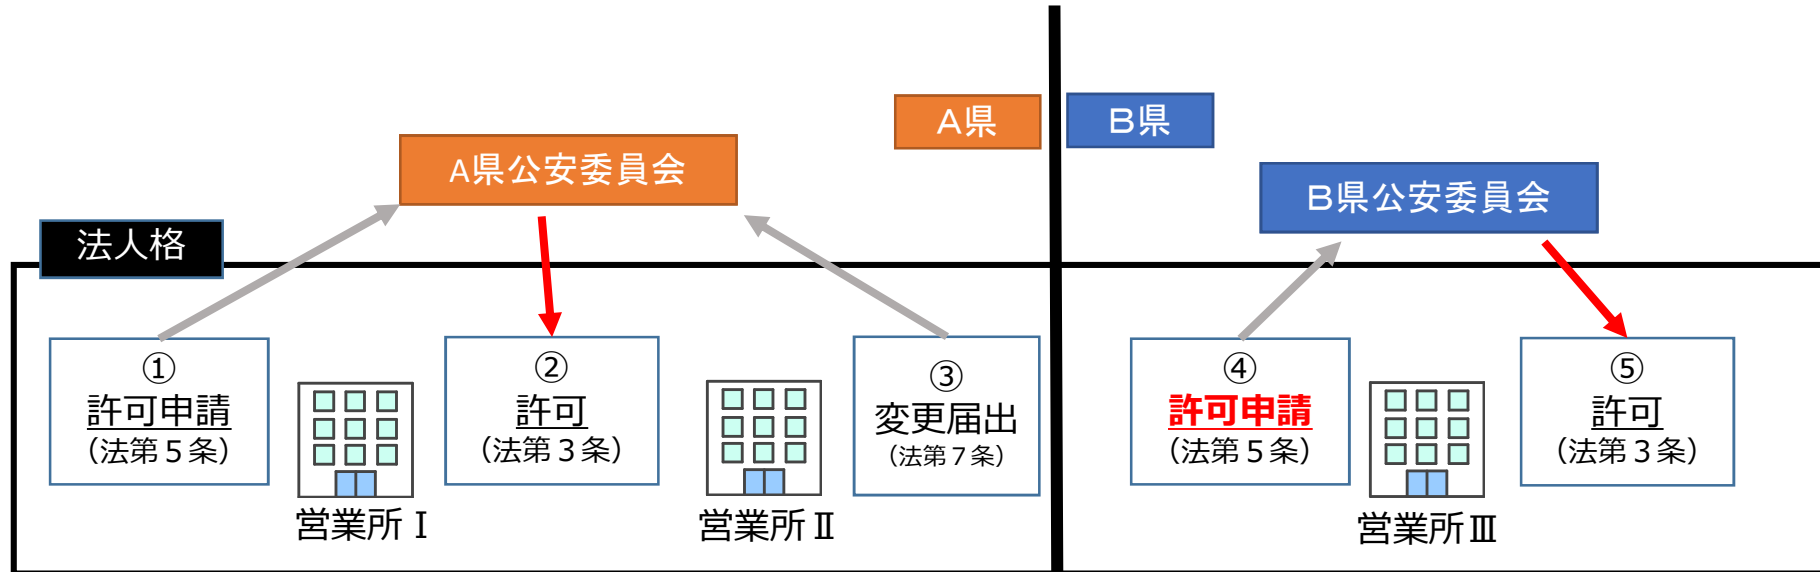 A県
B県
A県公安委員会
B県公安委員会
法人格
①
許可申請
（法第５条）
営業所Ⅰ
②
許可
（法第３条）
営業所Ⅱ
③
変更届出
（法第７条）
④
許可申請
（法第５条）
営業所Ⅲ
⑤
許可
（法第３条）